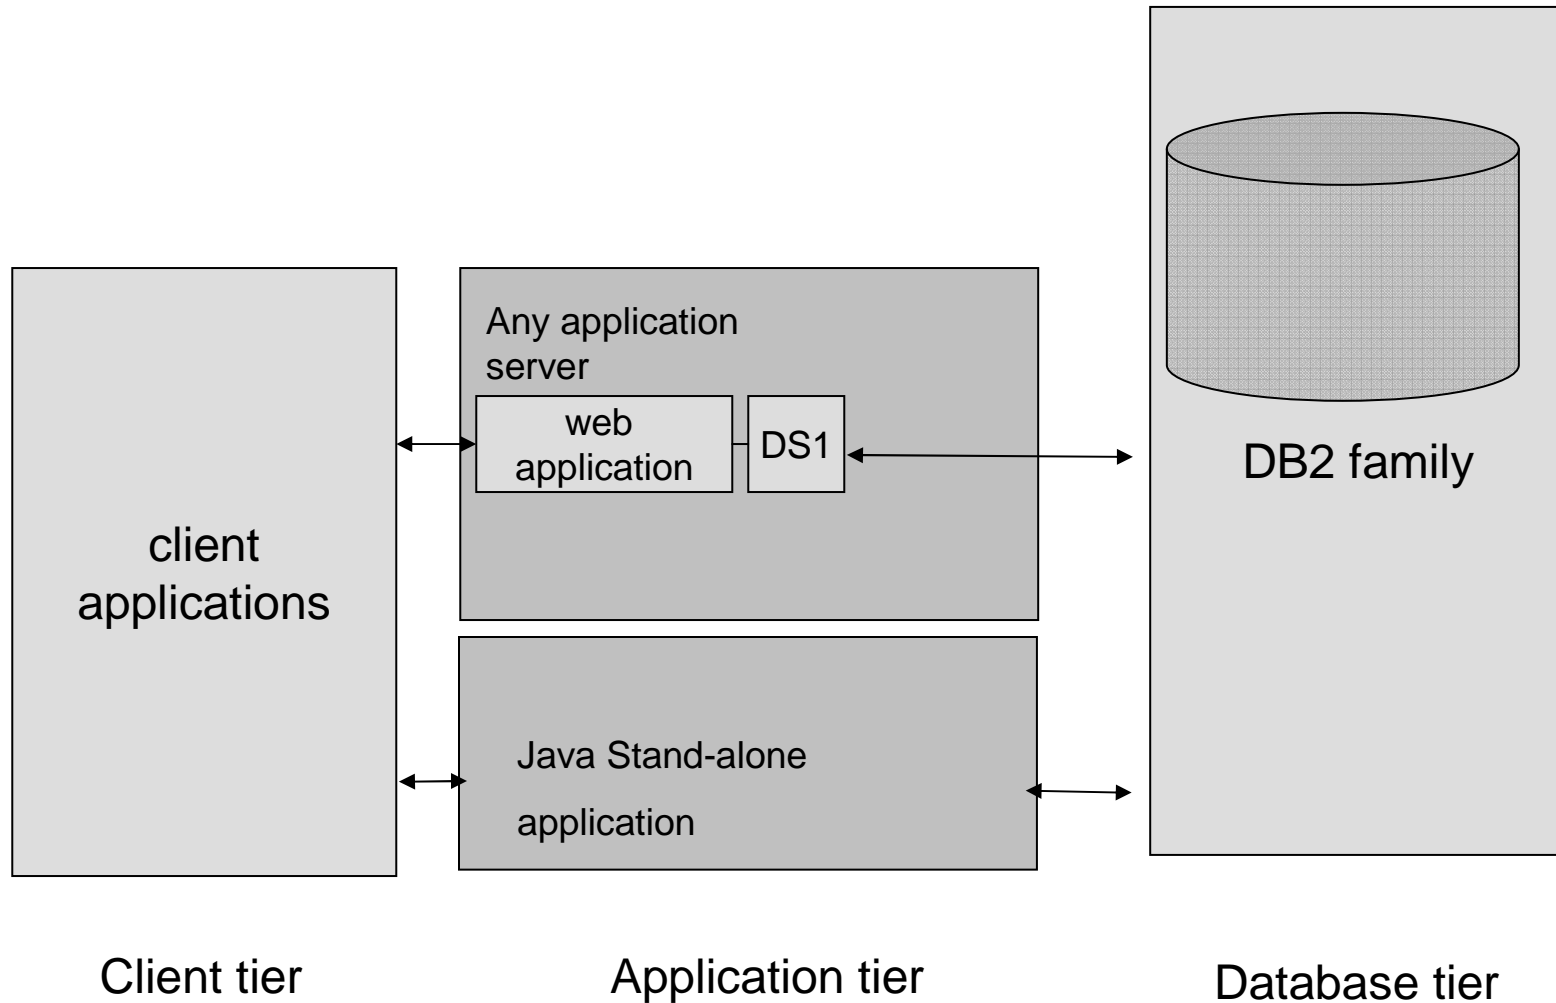 client
applications
Any application
server
web
application
DS1
Java Stand-alone
application
DB2 family
Client tier
Application tier
Database tier